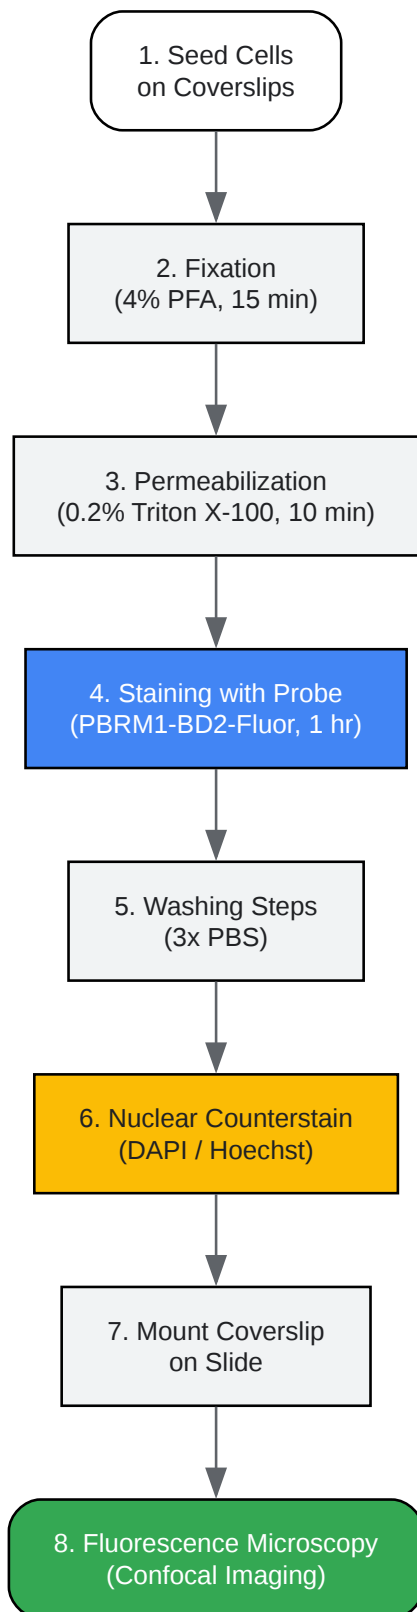 1. Seed Cells
on Coverslips
2. Fixation
(4% PFA, 15 min)
3. Permeabilization
(0.2% Triton X-100, 10 min)
4. Staining with Probe
(PBRM1-BD2-Fluor, 1 hr)
5. Washing Steps
(3x PBS)
6. Nuclear Counterstain
(DAPI / Hoechst)
7. Mount Coverslip
on Slide
8. Fluorescence Microscopy
(Confocal Imaging)